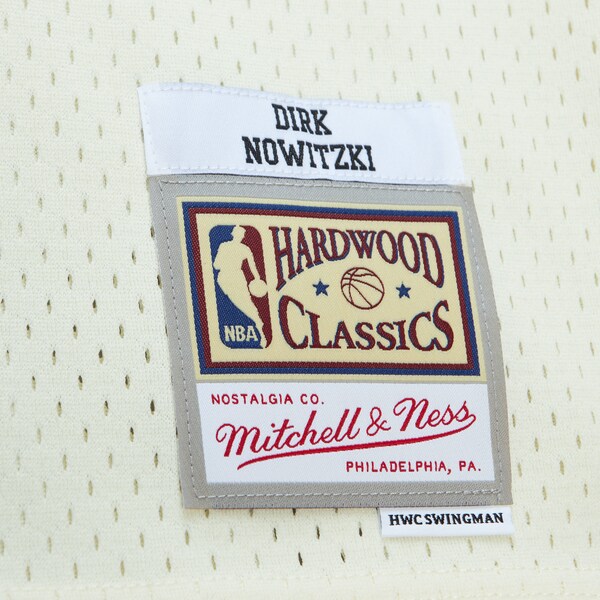 DIRK
NOWITZKI
HARDWOOD
CLASSICS
NBA
NOSTALGIA CO.
Mitchell & Ness
PHILADELPHIA, PA.
HWC SWINGMAN